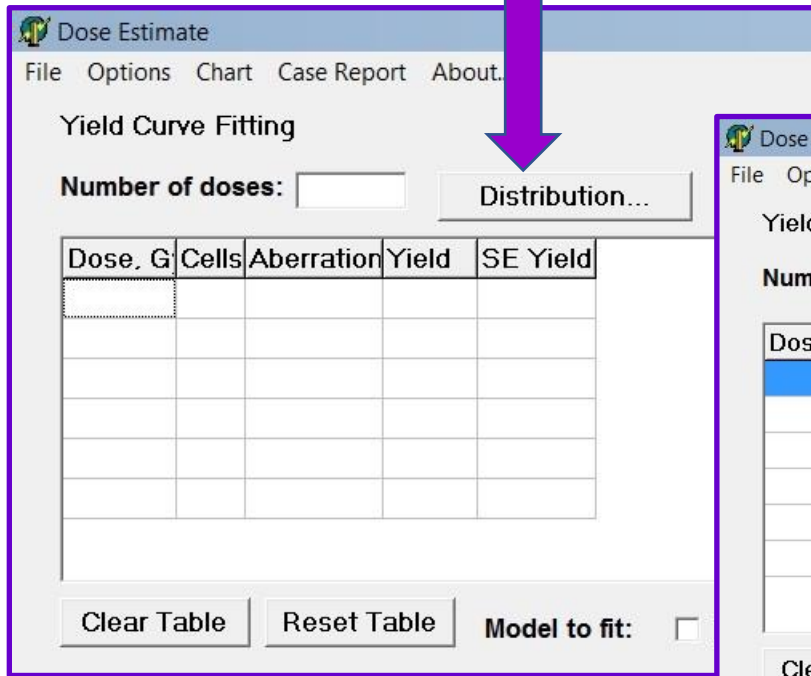 Dose Estimate
File Options Chart Case Report About..
Yield Curve Fitting
Number of doses:
Distribution...
Dose, G Cells Aberration Yield SE Yield
Clear Table Reset Table Model to fit:
Dose
File Op
Yield
Num
Dos
Cle